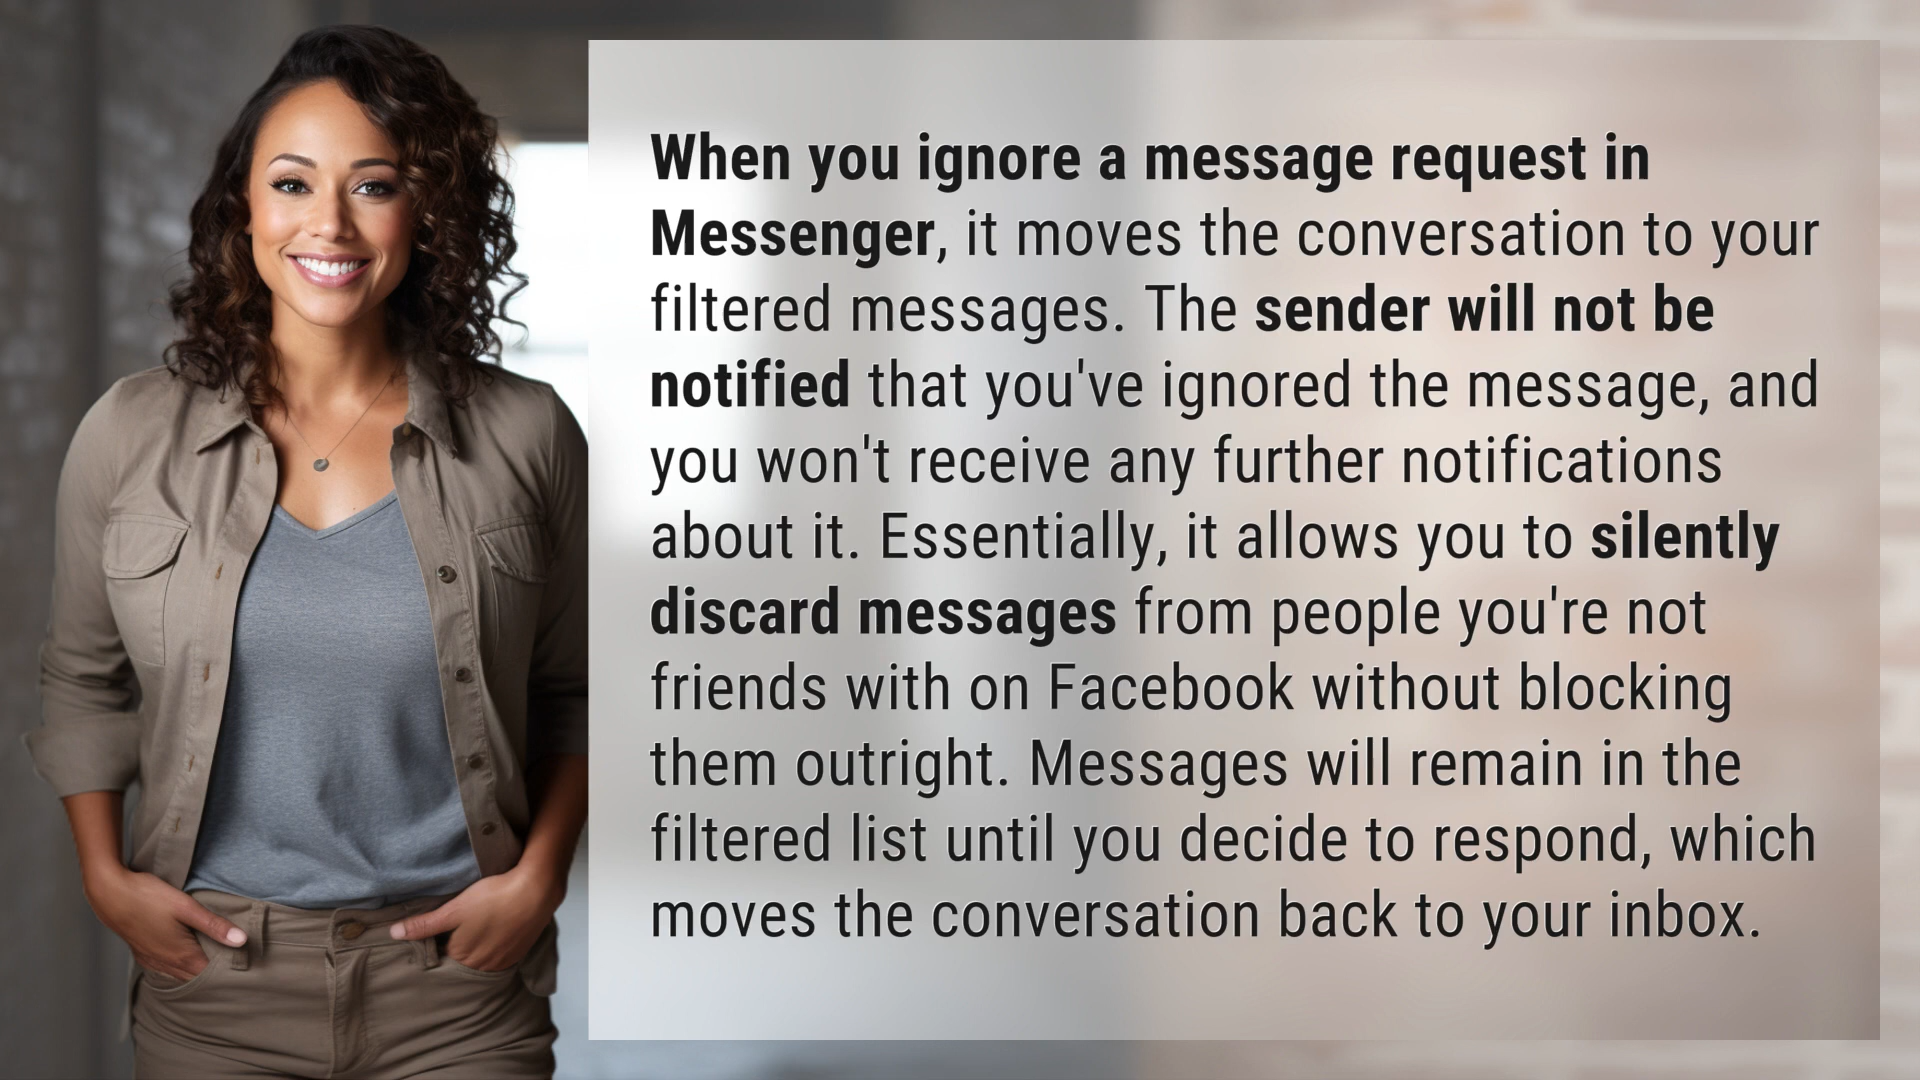 When you ignore a message request in
Messenger, it moves the conversation to your
filtered messages. The sender will not be
notified that you've ignored the message, and
you won't receive any further notifications
about it. Essentially, it allows you to silently
discard messages from people you're not
friends with on Facebook without blocking
them outright. Messages will remain in the
filtered list until you decide to respond, which
moves the conversation back to your inbox.